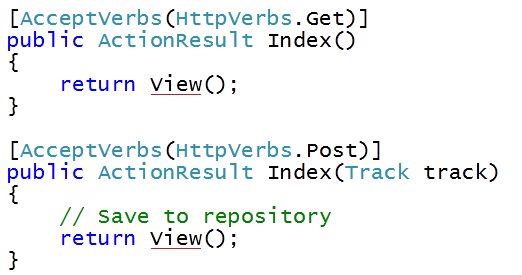 [AcceptVerbs(HttpVerbs.Get)]
public ActionResult Index()
{
    return View();
}

[AcceptVerbs(HttpVerbs.Post)]
public ActionResult Index(Track track)
{
    // Save to repository
    return View();
}